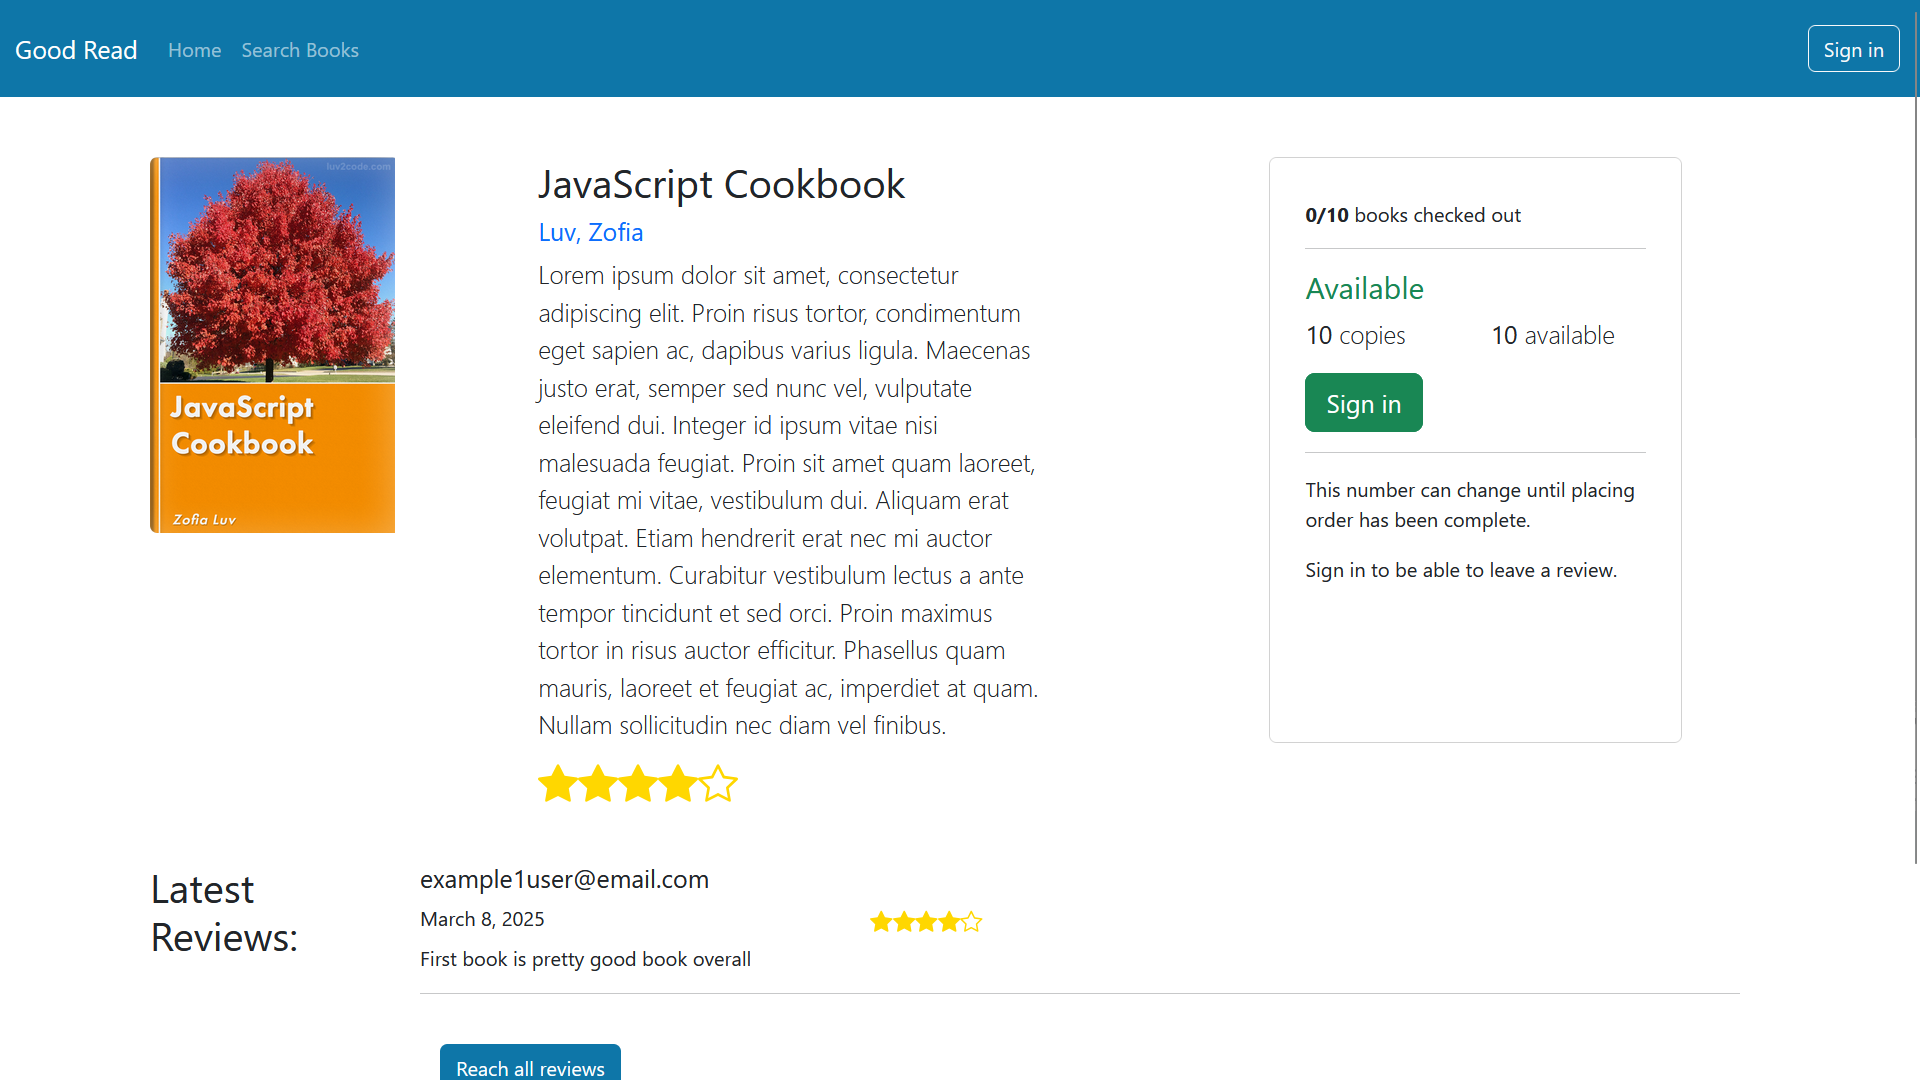 Good Read Home Search Books Sign in
luv2code.com
JavaScript
Cookbook
Zofia Luv
JavaScript Cookbook
Luv, Zofia
Lorem ipsum dolor sit amet, consectetur
adipiscing elit. Proin risus tortor, condimentum
eget sapien ac, dapibus varius ligula. Maecenas
justo erat, semper sed nunc vel, vulputate
eleifend dui. Integer id ipsum vitae nisi
malesuada feugiat. Proin sit amet quam laoreet,
feugiat mi vitae, vestibulum dui. Aliquam erat
volutpat. Etiam hendrerit erat nec mi auctor
elementum. Curabitur vestibulum lectus a ante
tempor tincidunt et sed orci. Proin maximus
tortor in risus auctor efficitur. Phasellus quam
mauris, laoreet et feugiat ac, imperdiet at quam.
Nullam sollicitudin nec diam vel finibus.
0/10 books checked out
Available
10 copies 10 available
Sign in
This number can change until placing
order has been complete.
Sign in to be able to leave a review.
Latest
Reviews:
example1user@email.com
March 8, 2025
First book is pretty good book overall
Reach all reviews